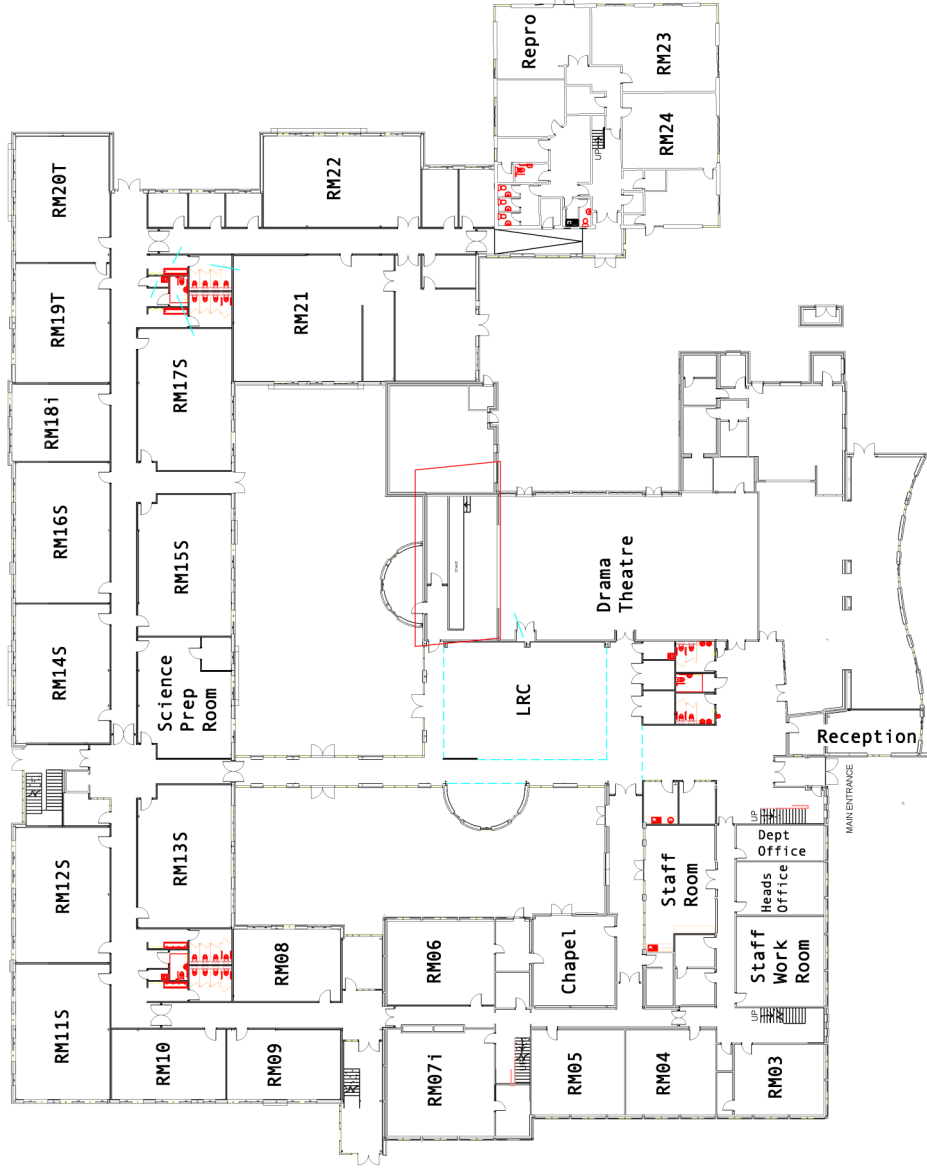 Repro
RM23
RM24
UP
RM20T
RM22
RM19T
RM21
RM18i
RM17S
RM16S
RM15S
STAGE
Drama
Theatre
RM14S
Science
Prep
Room
LRC
Reception
MAIN ENTRANCE
RM12S
RM13S
UP
Dept
Office
Staff
Room
Heads
Office
RM11S
RM08
RM06
Chapel
Staff
Work
Room
UP
RM10
RM09
RM07i
RM05
RM04
RM03